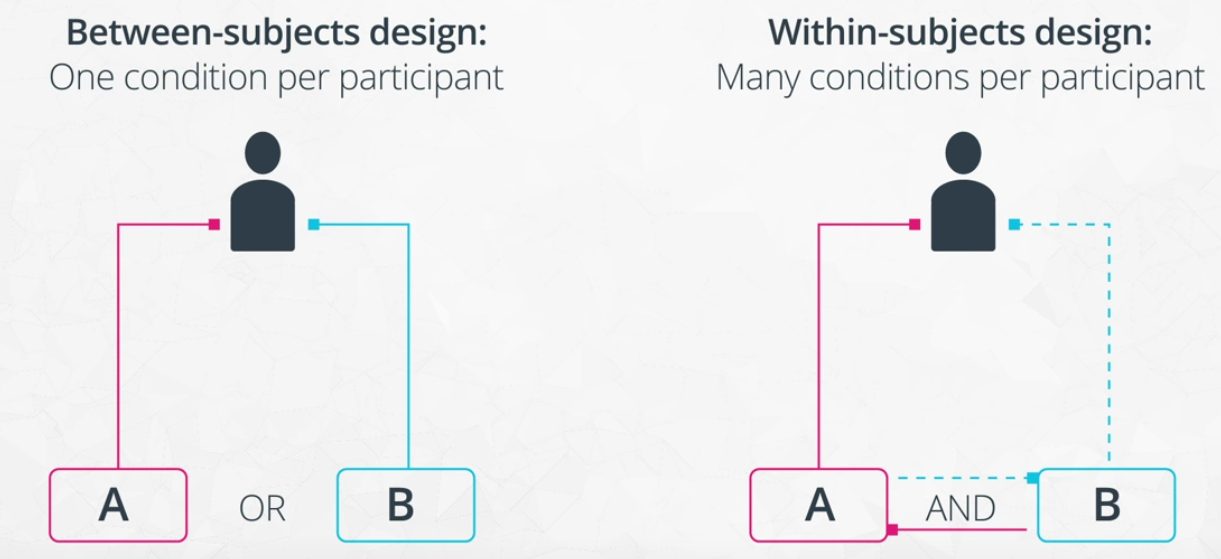 Between-subjects design:
One condition per participant
A OR B
Within-subjects design:
Many conditions per participant
A AND B